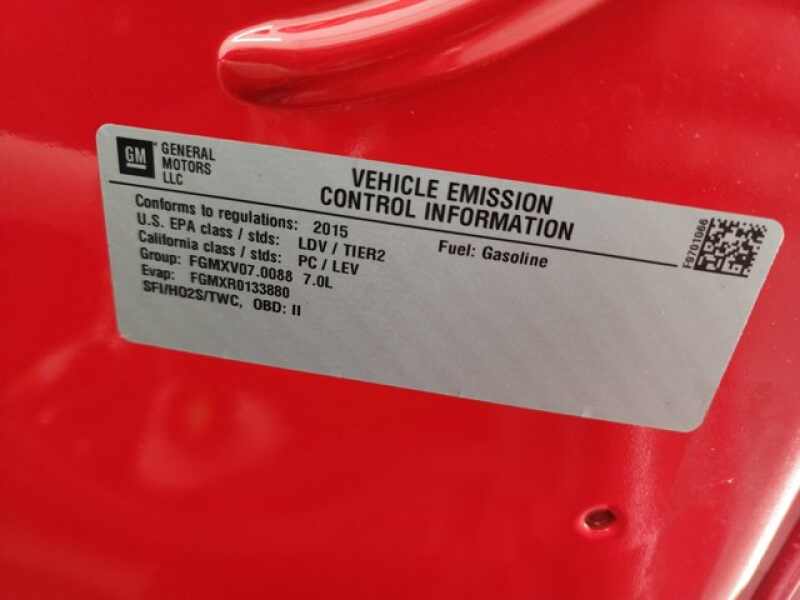 GM
GENERAL
MOTORS
LLC
VEHICLE EMISSION
CONTROL INFORMATION
Conforms to regulations: 2015
U.S. EPA class / stds: LDV / TIER2
California class / stds: PC / LEV
Group: FGMXV07.0088 7.0L
Evap: FGMXR0133880
SFI/HO2S/TWC, OBD: II
Fuel: Gasoline
F9701066